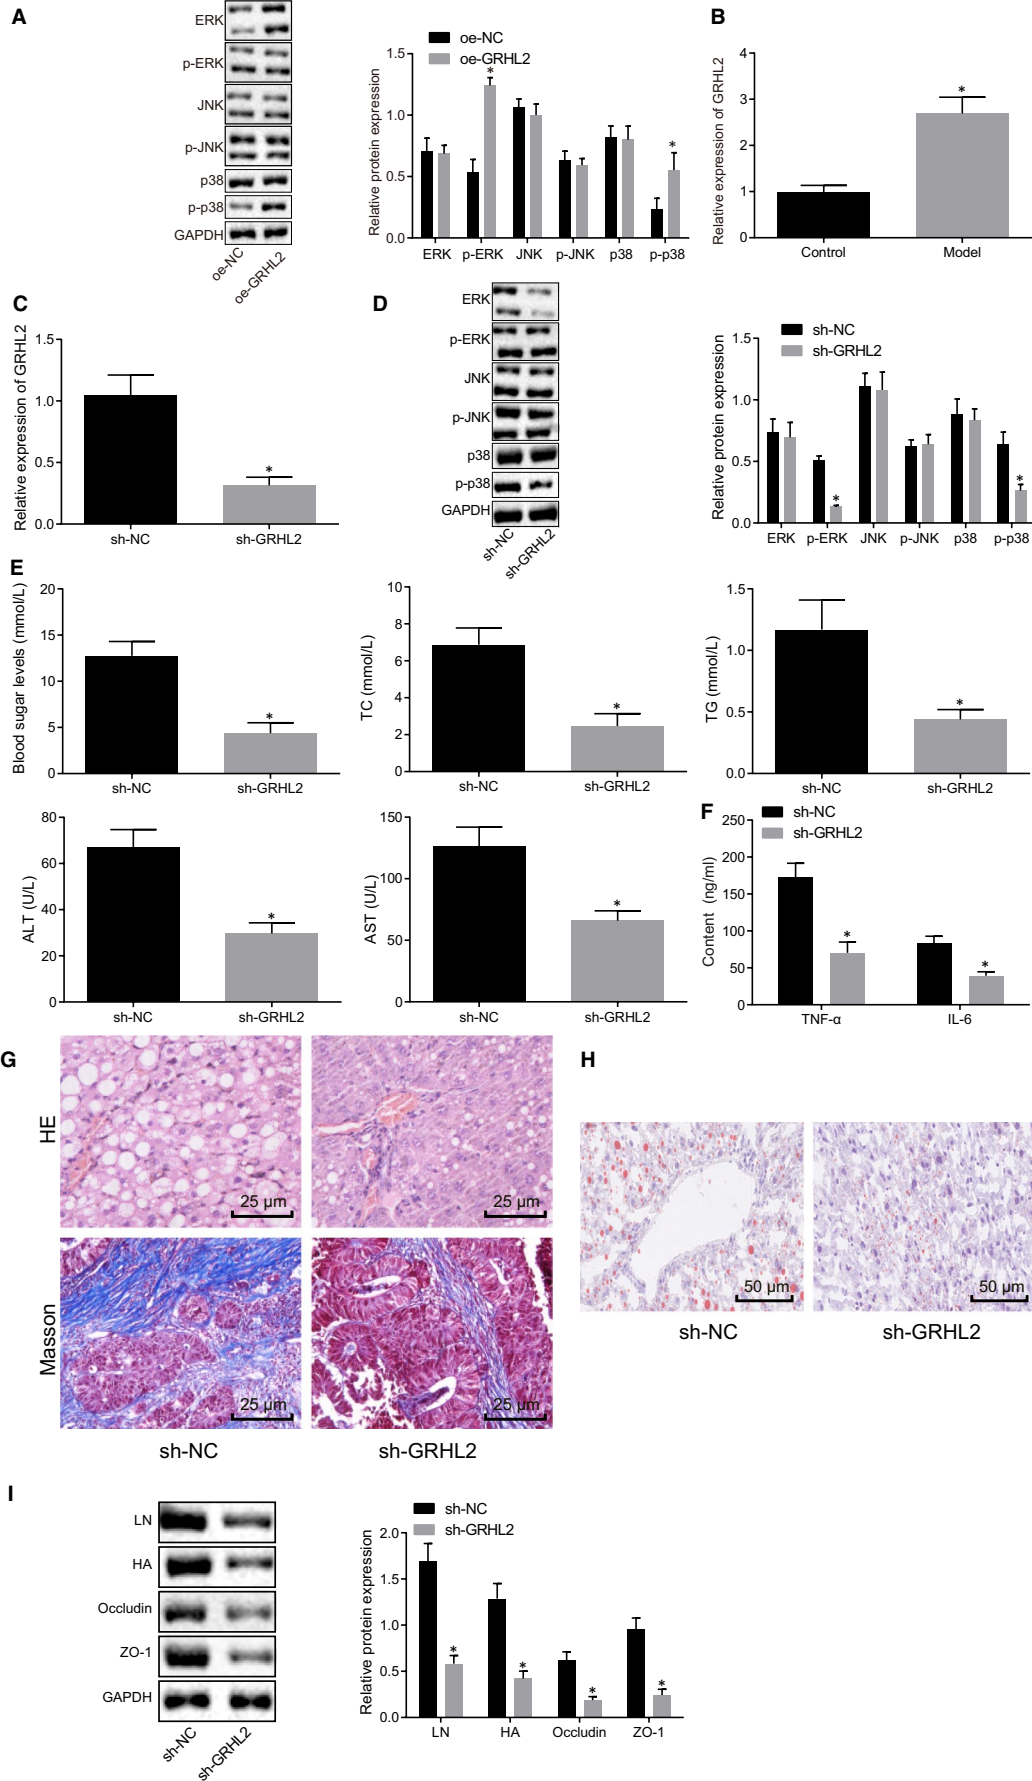 A
ERK
p-ERK
JNK
p-JNK
p38
p-p38
GAPDH
oe-NC
oe-GRHL2
oe-NC
oe-GRHL2
Relative protein expression
1.5
1.0
0.5
0.0
*
*
ERK p-ERK JNK p-JNK p38 p-p38
B
Relative expression of GRHL2
4
3
2
1
0
*
Control Model
C
Relative expression of GRHL2
1.5
1.0
0.5
0.0
*
sh-NC sh-GRHL2
D
ERK
p-ERK
JNK
p-JNK
p38
p-p38
GAPDH
sh-NC
sh-GRHL2
sh-NC
sh-GRHL2
Relative protein expression
1.5
1.0
0.5
0.0
*
*
ERK p-ERK JNK p-JNK p38 p-p38
E
Blood sugar levels (mmol/L)
20
15
10
5
0
*
sh-NC sh-GRHL2
TC (mmol/L)
10
8
6
4
2
0
*
sh-NC sh-GRHL2
TG (mmol/L)
1.5
1.0
0.5
0.0
*
sh-NC sh-GRHL2
ALT (U/L)
80
60
40
20
0
*
sh-NC sh-GRHL2
AST (U/L)
150
100
50
0
*
sh-NC sh-GRHL2
F
sh-NC
sh-GRHL2
Content (ng/ml)
250
200
150
100
50
0
*
*
TNF-α IL-6
G
HE
25 µm
25 µm
Masson
25 µm
25 µm
sh-NC sh-GRHL2
H
50 µm
50 µm
sh-NC sh-GRHL2
I
LN
HA
Occludin
ZO-1
GAPDH
sh-NC
sh-GRHL2
sh-NC
sh-GRHL2
Relative protein expression
2.0
1.5
1.0
0.5
0.0
*
*
*
*
LN HA Occludin ZO-1